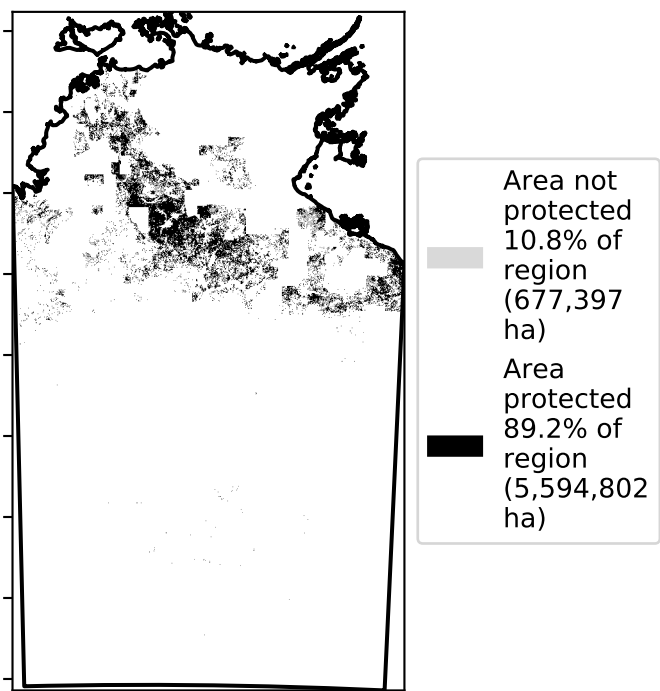 Area not
protected
10.8% of
region
(677,397
ha)
Area
protected
89.2% of
region
(5,594,802
ha)